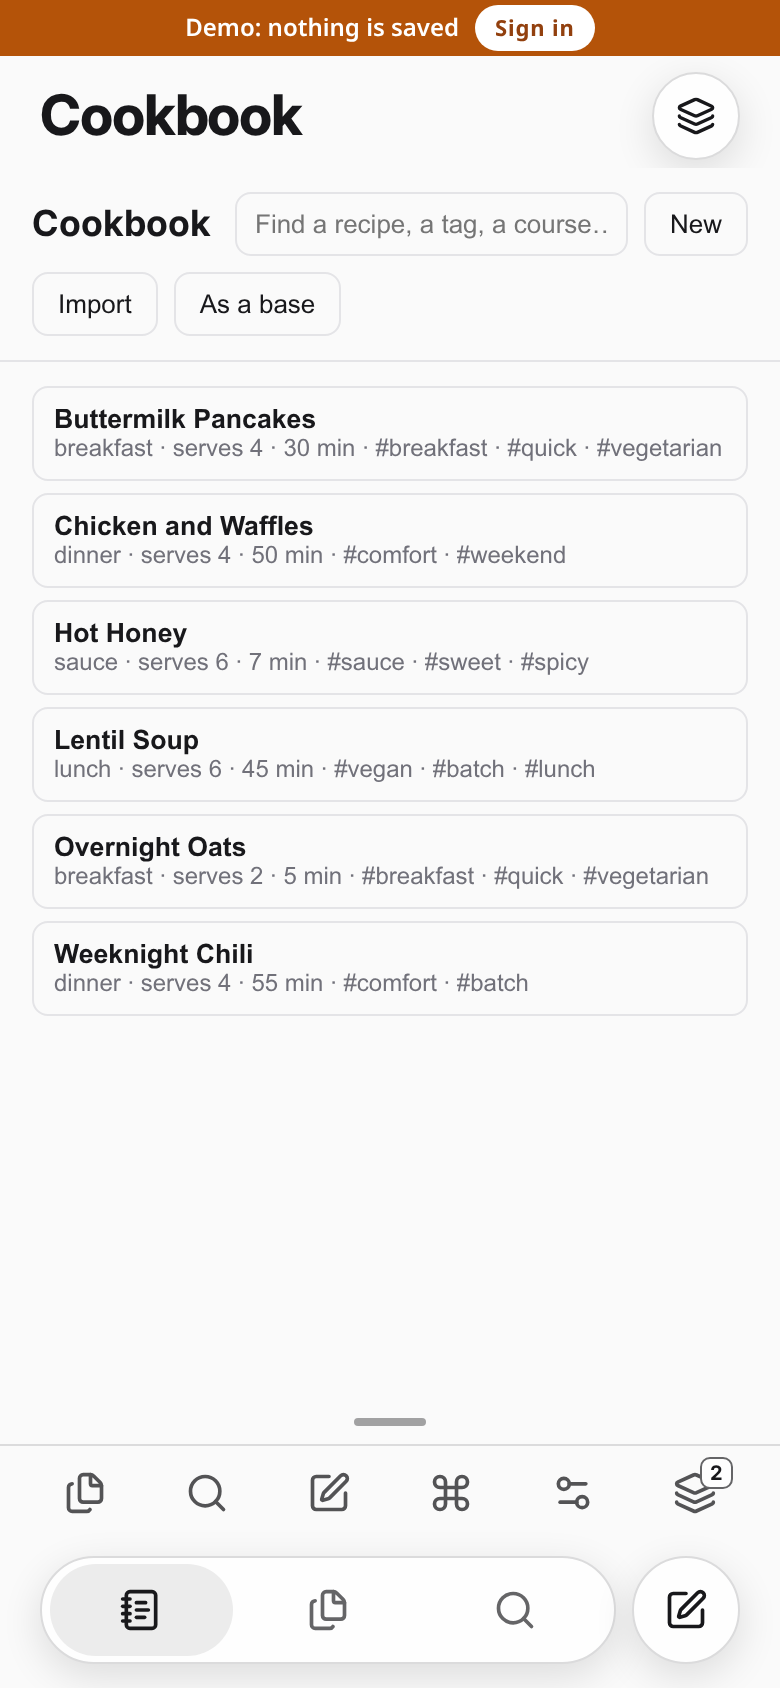 Demo: nothing is saved Sign in
Cookbook
Cookbook Find a recipe, a tag, a course… New
Import As a base
Buttermilk Pancakes
breakfast · serves 4 · 30 min · #breakfast · #quick · #vegetarian
Chicken and Waffles
dinner · serves 4 · 50 min · #comfort · #weekend
Hot Honey
sauce · serves 6 · 7 min · #sauce · #sweet · #spicy
Lentil Soup
lunch · serves 6 · 45 min · #vegan · #batch · #lunch
Overnight Oats
breakfast · serves 2 · 5 min · #breakfast · #quick · #vegetarian
Weeknight Chili
dinner · serves 4 · 55 min · #comfort · #batch
2